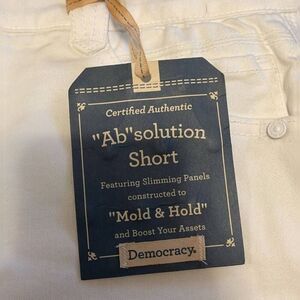 Certified Authentic
"Ab"solution
Short
Featuring Slimming Panels
constructed to
"Mold & Hold"
and Boost Your Assets
Democracy.